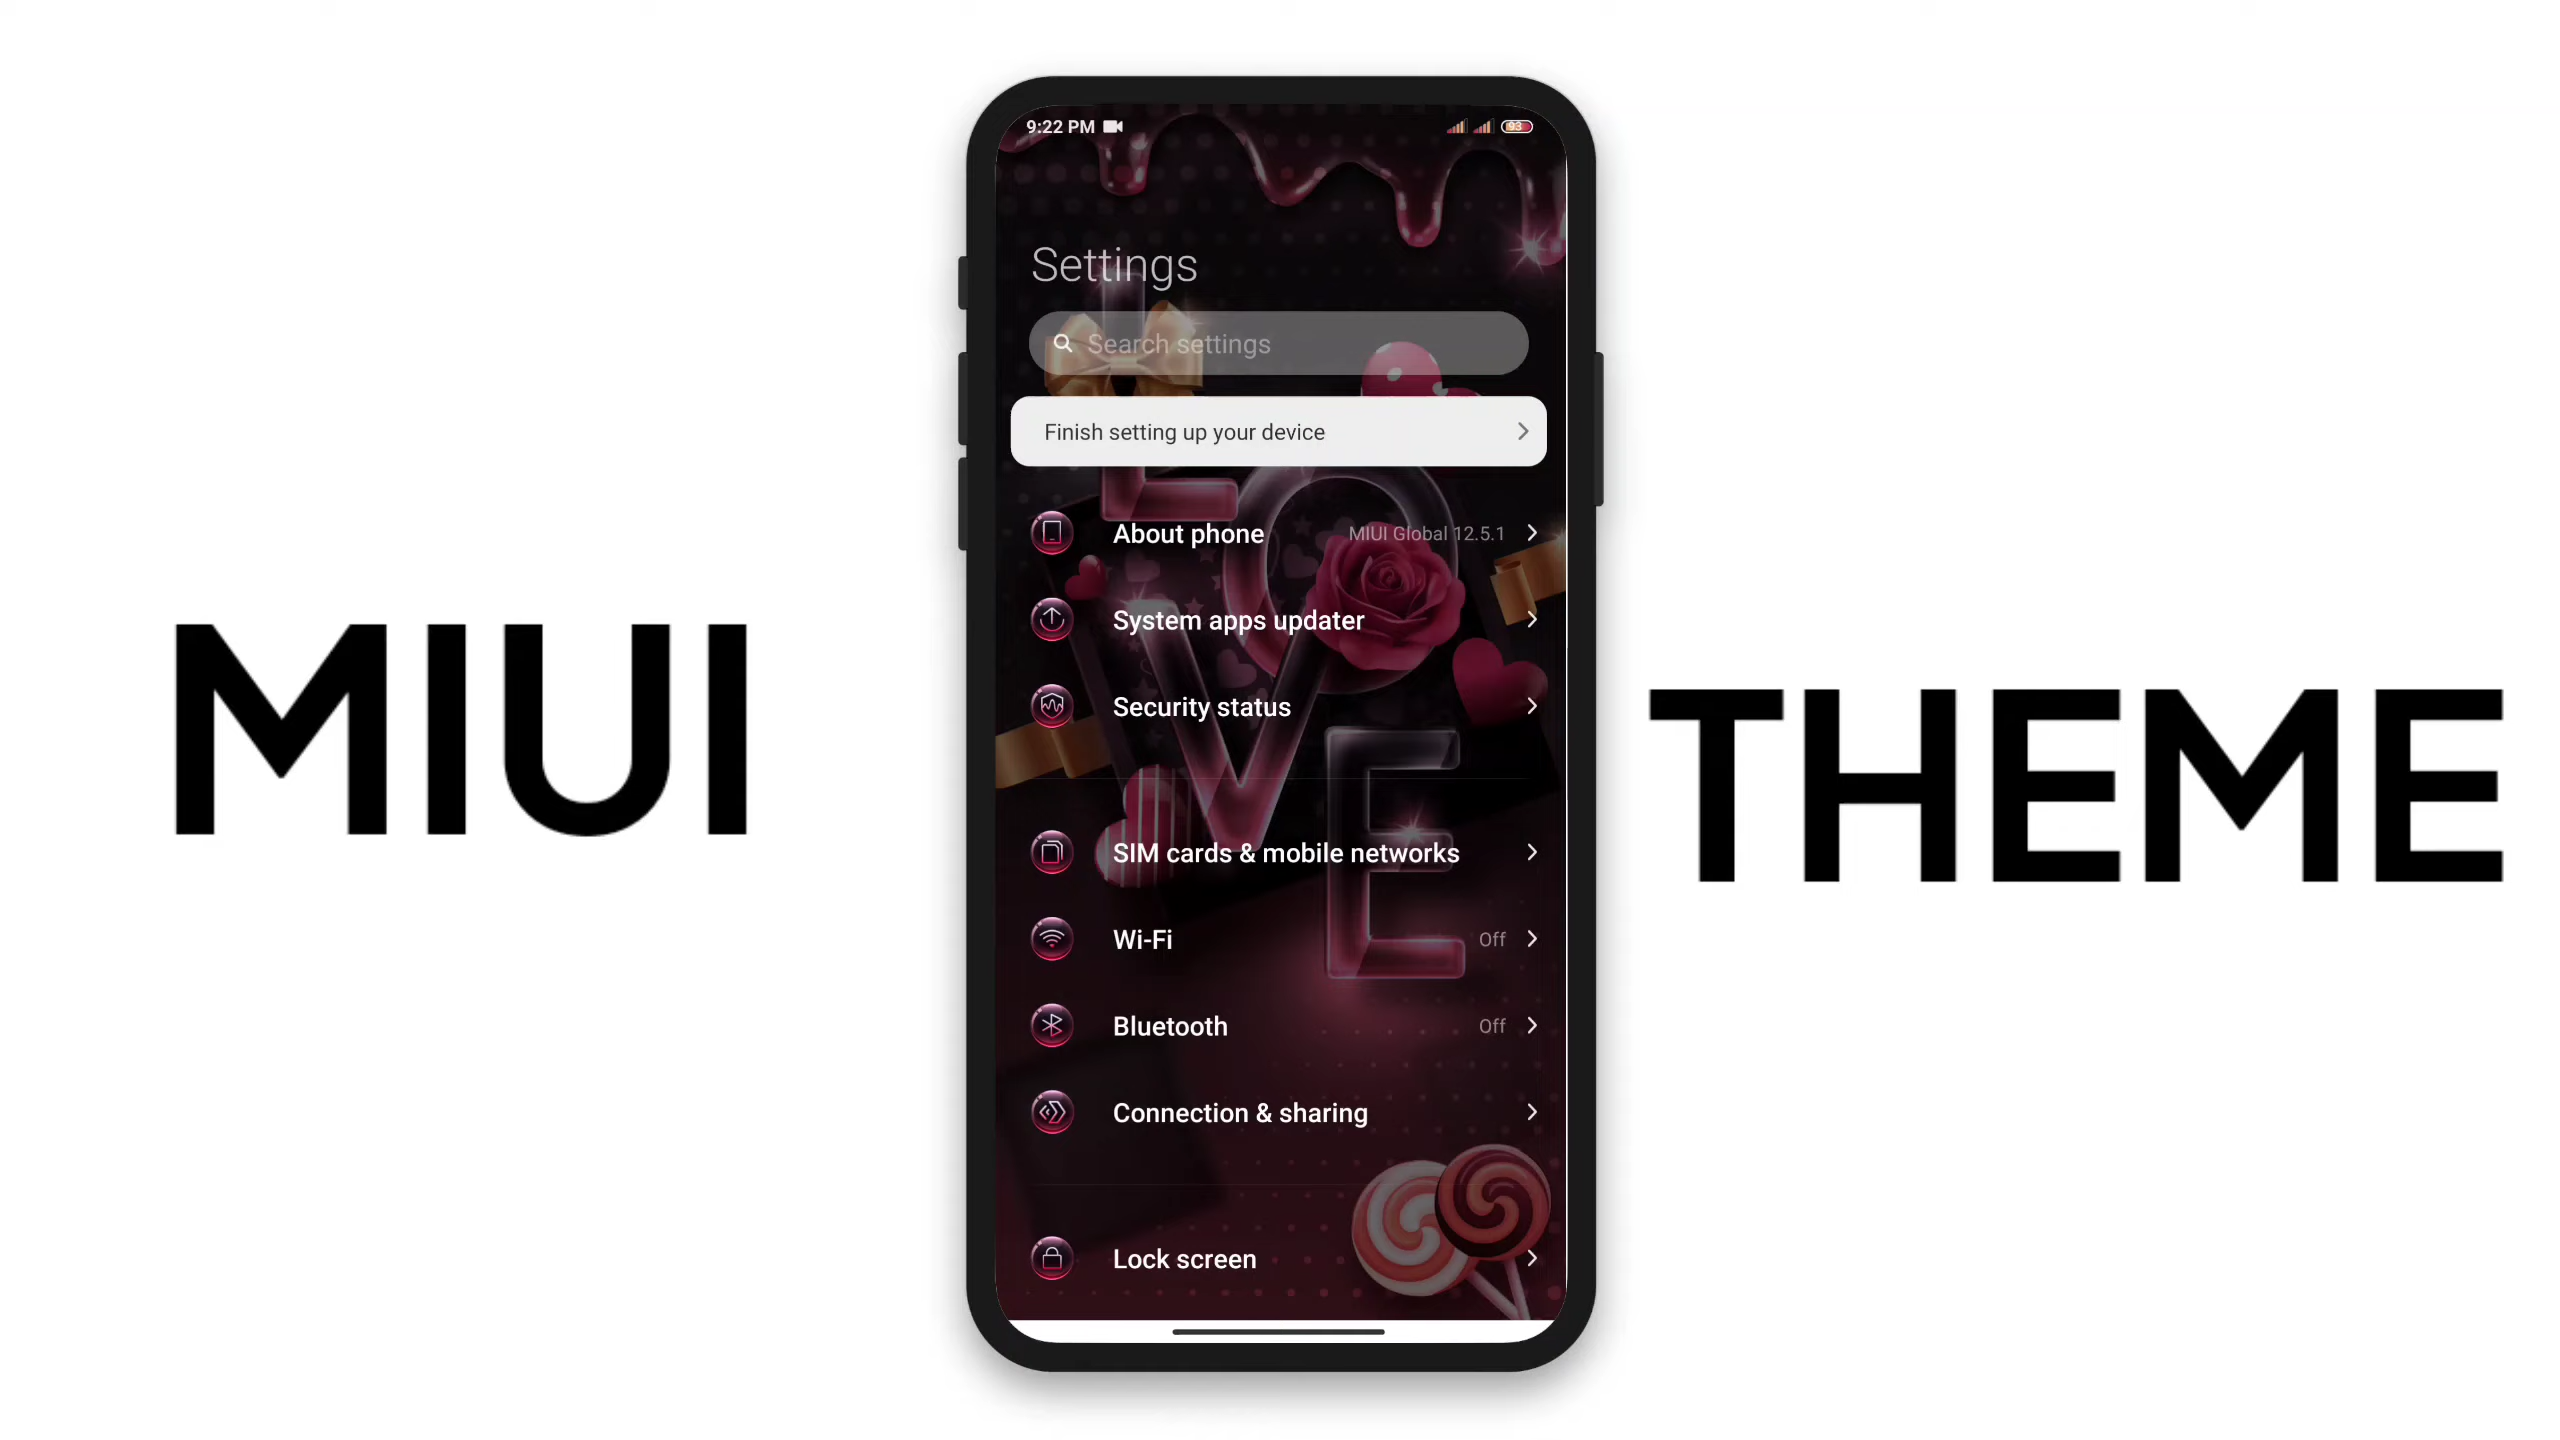 9:22 PM
93
Settings
Search settings
Finish setting up your device
About phone MIUI Global 12.5.1
System apps updater
Security status
SIM cards & mobile networks
Wi-Fi Off
Bluetooth Off
Connection & sharing
Lock screen
LOVE
MIUI
THEME